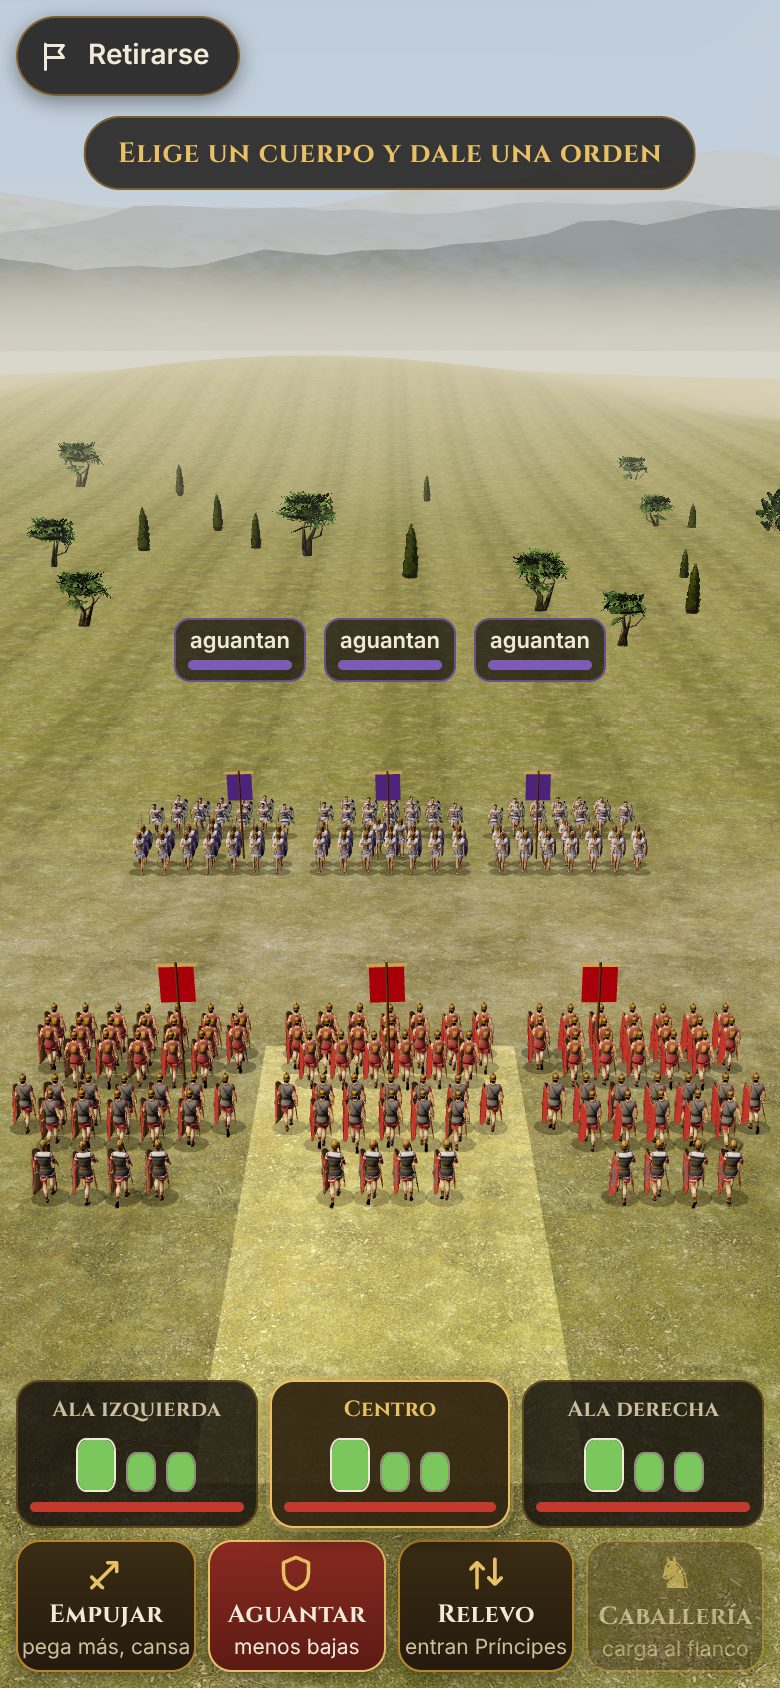 Retirarse
Elige un cuerpo y dale una orden
aguantan aguantan aguantan
Ala izquierda Centro Ala derecha
Empujar Aguantar Relevo Caballería
pega más, cansa menos bajas entran Príncipes carga al flanco